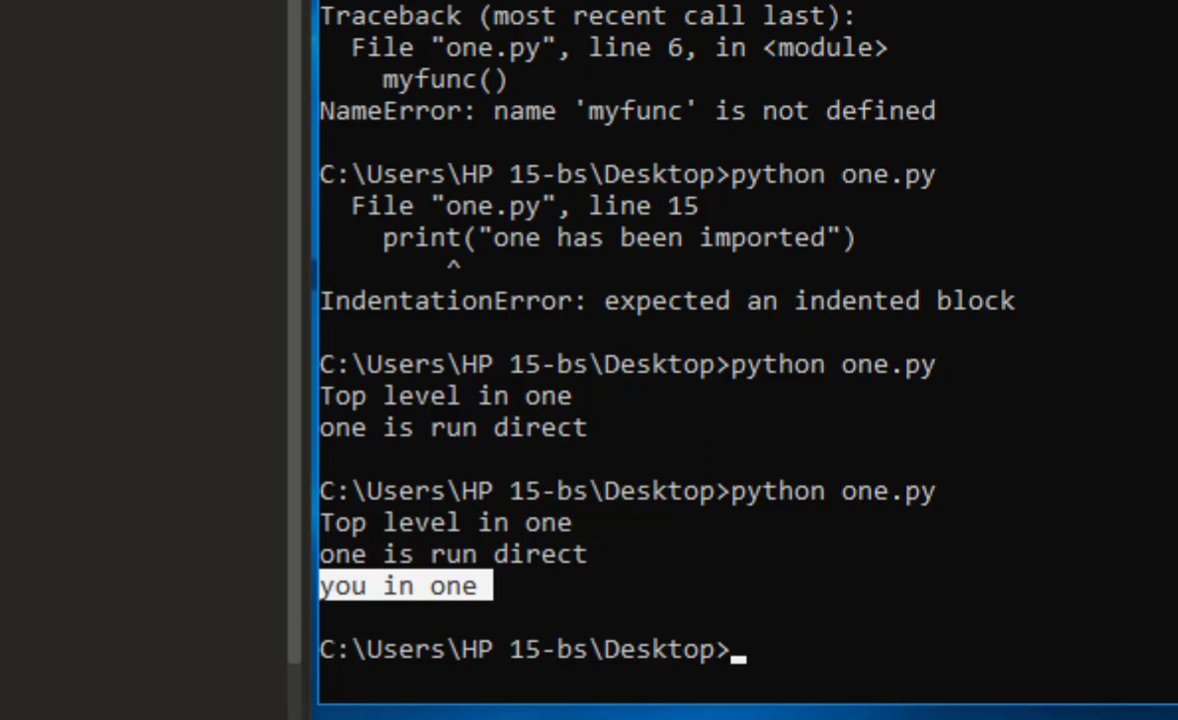 Traceback (most recent call last):
  File "one.py", line 6, in <module>
    myfunc()
NameError: name 'myfunc' is not defined
C:\Users\HP 15-bs\Desktop>python one.py
  File "one.py", line 15
    print("one has been imported")
        ^
IndentationError: expected an indented block
C:\Users\HP 15-bs\Desktop>python one.py
Top level in one
one is run direct
C:\Users\HP 15-bs\Desktop>python one.py
Top level in one
one is run direct
you in one
C:\Users\HP 15-bs\Desktop>